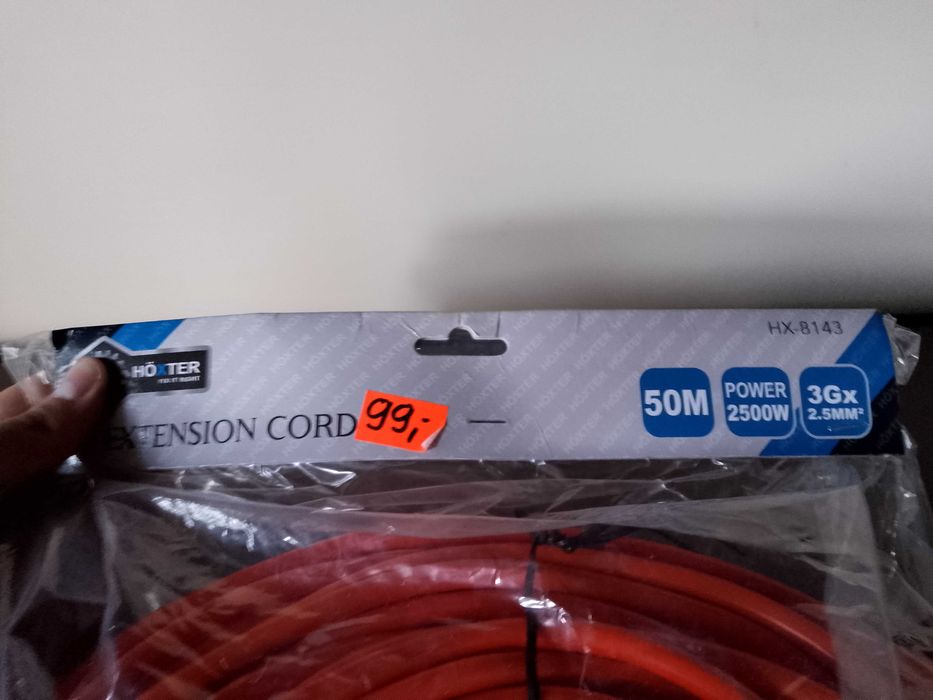 HX-8143
HÖXTER
EXTENSION CORD
99,-
50M
POWER
2500W
3Gx
2.5MM²